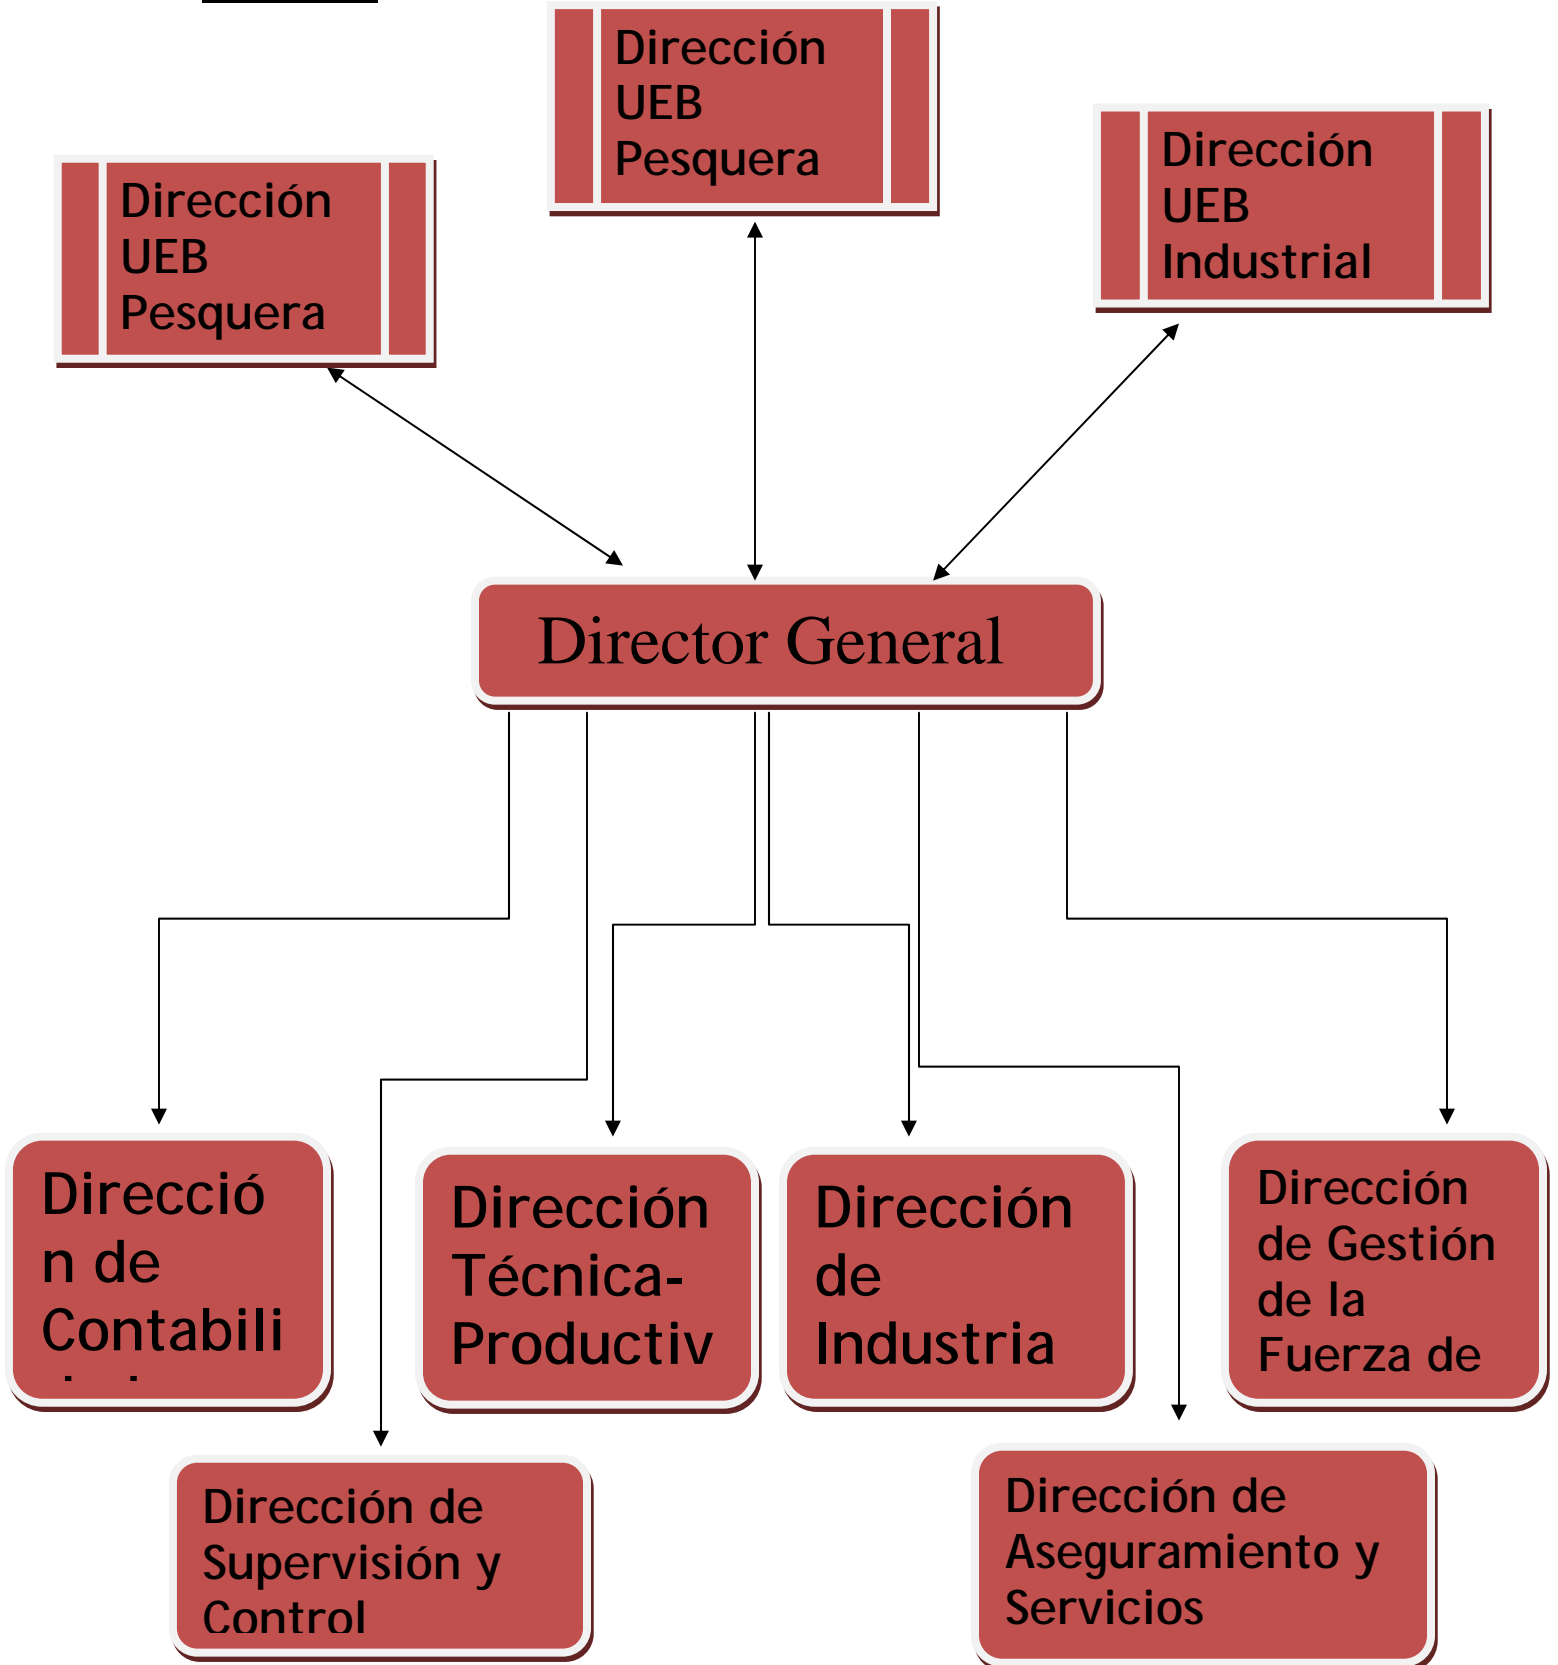 Dirección
UEB
Pesquera
Dirección
UEB
Pesquera
Dirección
UEB
Industrial
Director General
Direcció
n de
Contabili
Dirección
Técnica-
Productiv
Dirección
de
Industria
Dirección
de Gestión
de la
Fuerza de
Dirección de
Supervisión y
Control
Dirección de
Aseguramiento y
Servicios